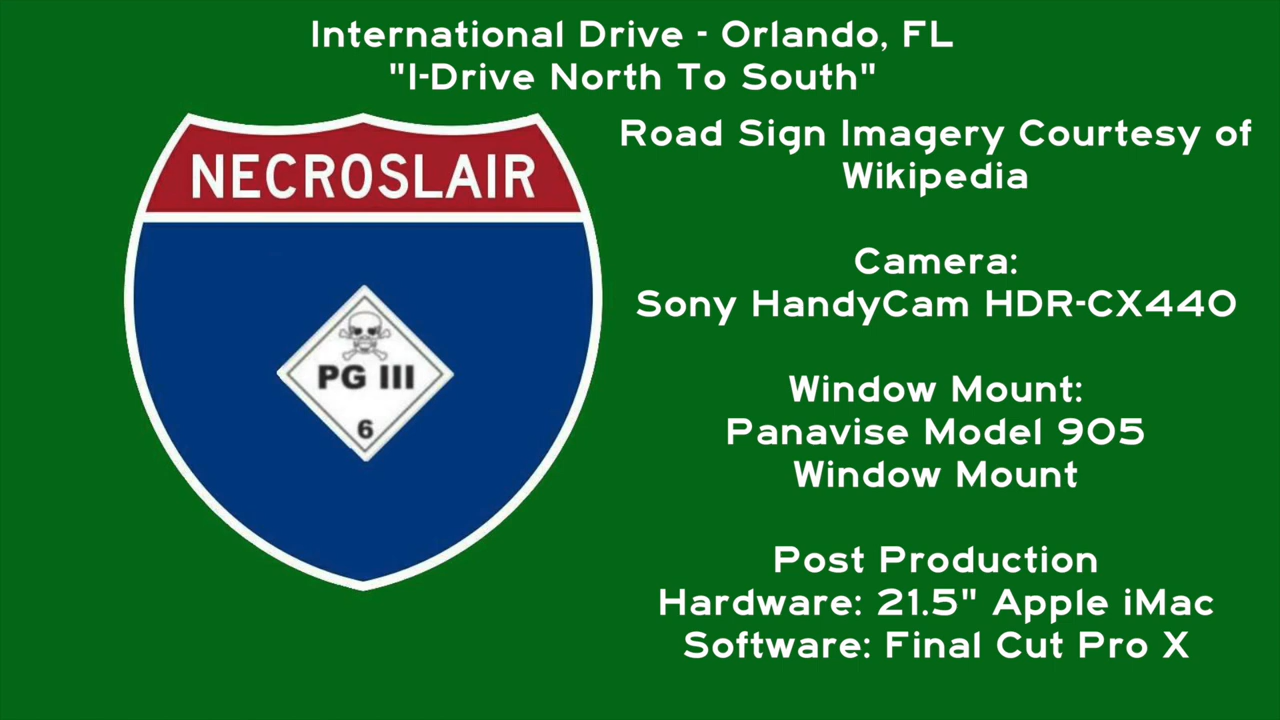 International Drive - Orlando, FL
"I-Drive North To South"
NECROSLAIR
PG III
6
Road Sign Imagery Courtesy of
Wikipedia
Camera:
Sony HandyCam HDR-CX440
Window Mount:
Panavise Model 905
Window Mount
Post Production
Hardware: 21.5" Apple iMac
Software: Final Cut Pro X